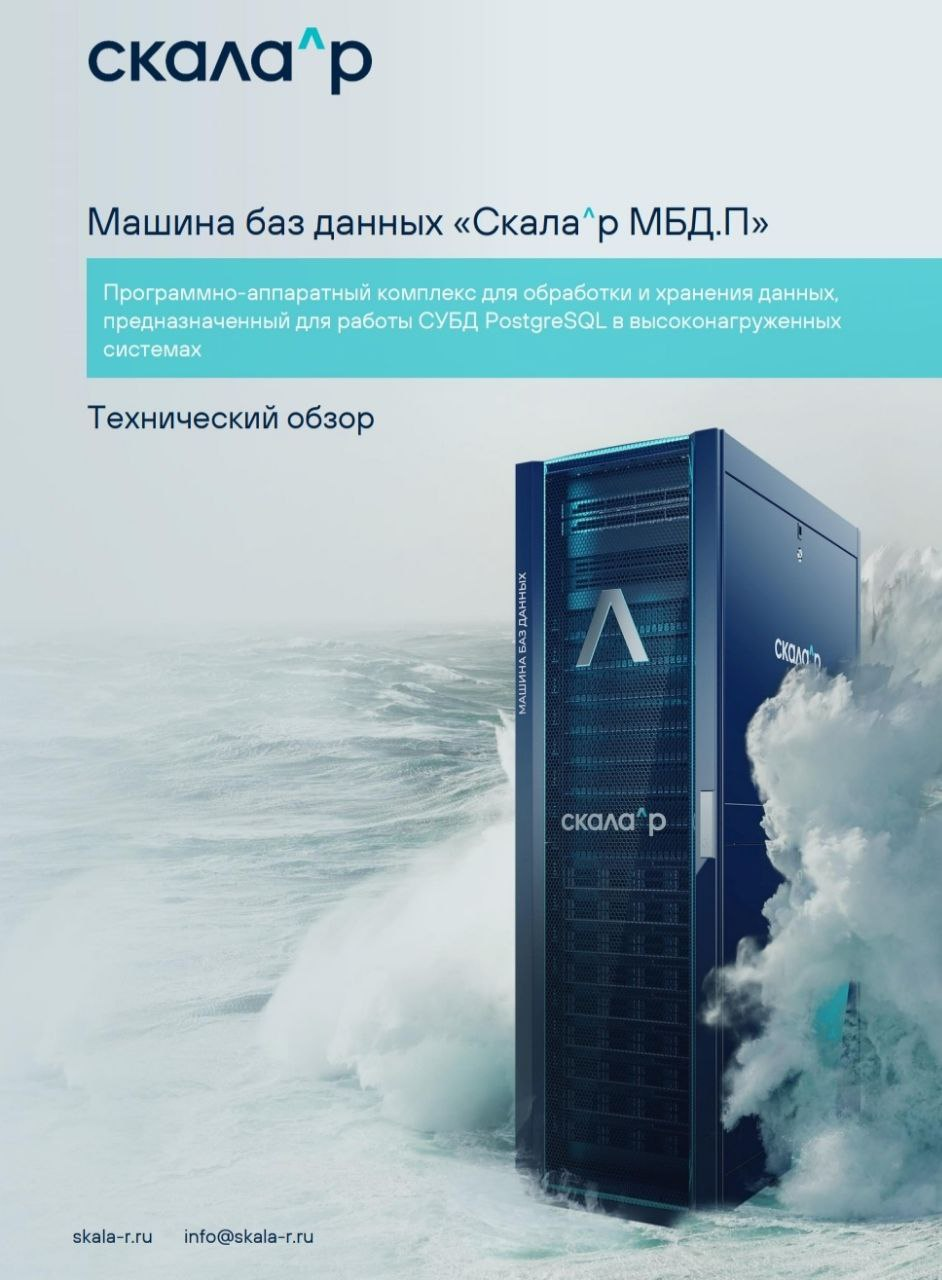 скала^р
Машина баз данных «Скала^р МБД.П»
Программно-аппаратный комплекс для обработки и хранения данных,
предназначенный для работы СУБД PostgreSQL в высоконагруженных
системах
Технический обзор
МАШИНА БАЗ ДАННЫХ
скала^р
скала^р
skala-r.ru info@skala-r.ru